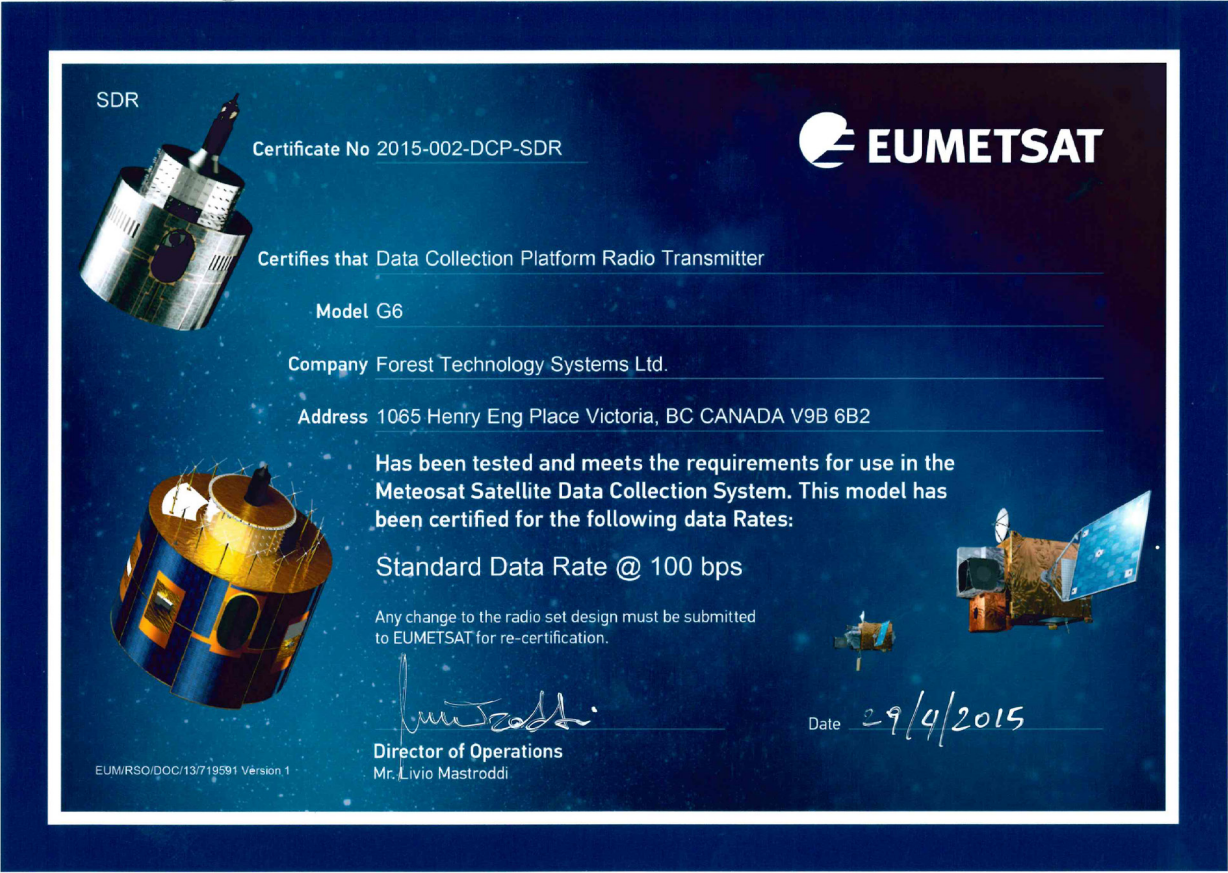 SDR
Certificate No 2015-002-DCP-SDR
EUMETSAT
Certifies that Data Collection Platform Radio Transmitter
Model G6
Company Forest Technology Systems Ltd.
Address 1065 Henry Eng Place Victoria, BC CANADA V9B 6B2
Has been tested and meets the requirements for use in the
Meteosat Satellite Data Collection System. This model has
been certified for the following data Rates:
Standard Data Rate @ 100 bps
Any change to the radio set design must be submitted
to EUMETSAT for re-certification.
Date 29/4/2015
Director of Operations
Mr. Livio Mastroddi
EUM/RSO/DOC/13/719591 Version 1